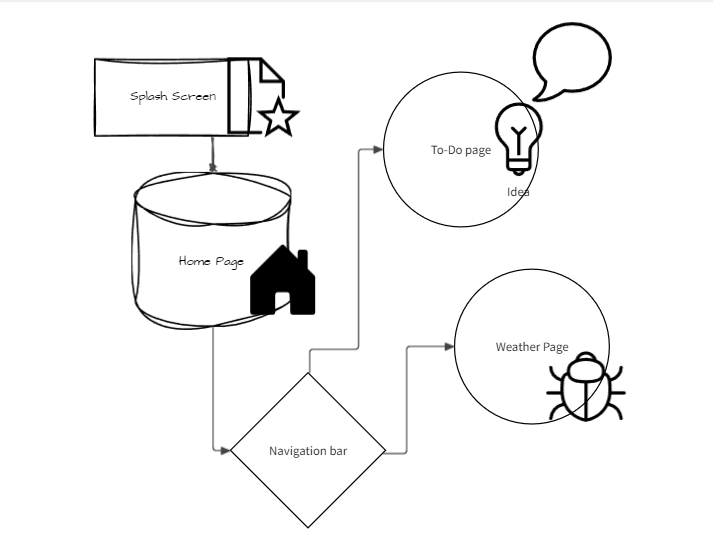 Splash Screen
To-Do page
Idea
Home Page
Weather Page
Navigation bar